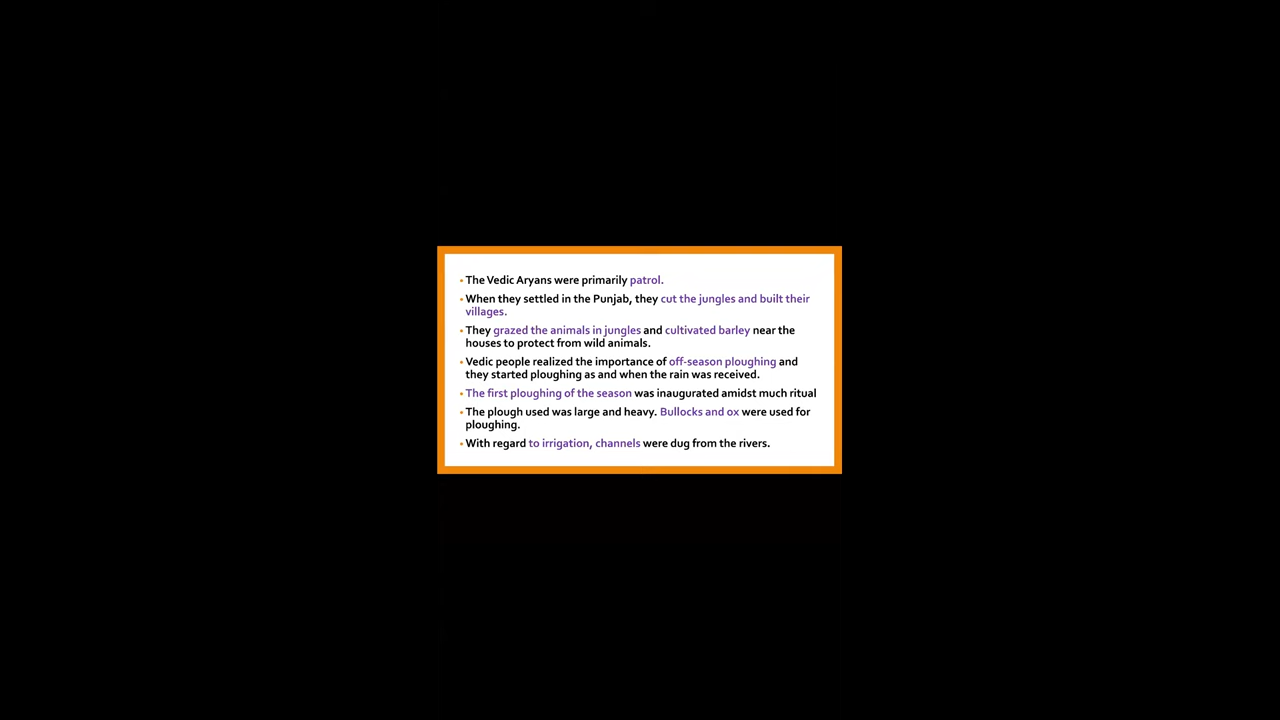 • The Vedic Aryans were primarily patrol.
• When they settled in the Punjab, they cut the jungles and built their
villages.
• They grazed the animals in jungles and cultivated barley near the
houses to protect from wild animals.
• Vedic people realized the importance of off-season ploughing and
they started ploughing as and when the rain was received.
• The first ploughing of the season was inaugurated amidst much ritual
• The plough used was large and heavy. Bullocks and ox were used for
ploughing.
• With regard to irrigation, channels were dug from the rivers.